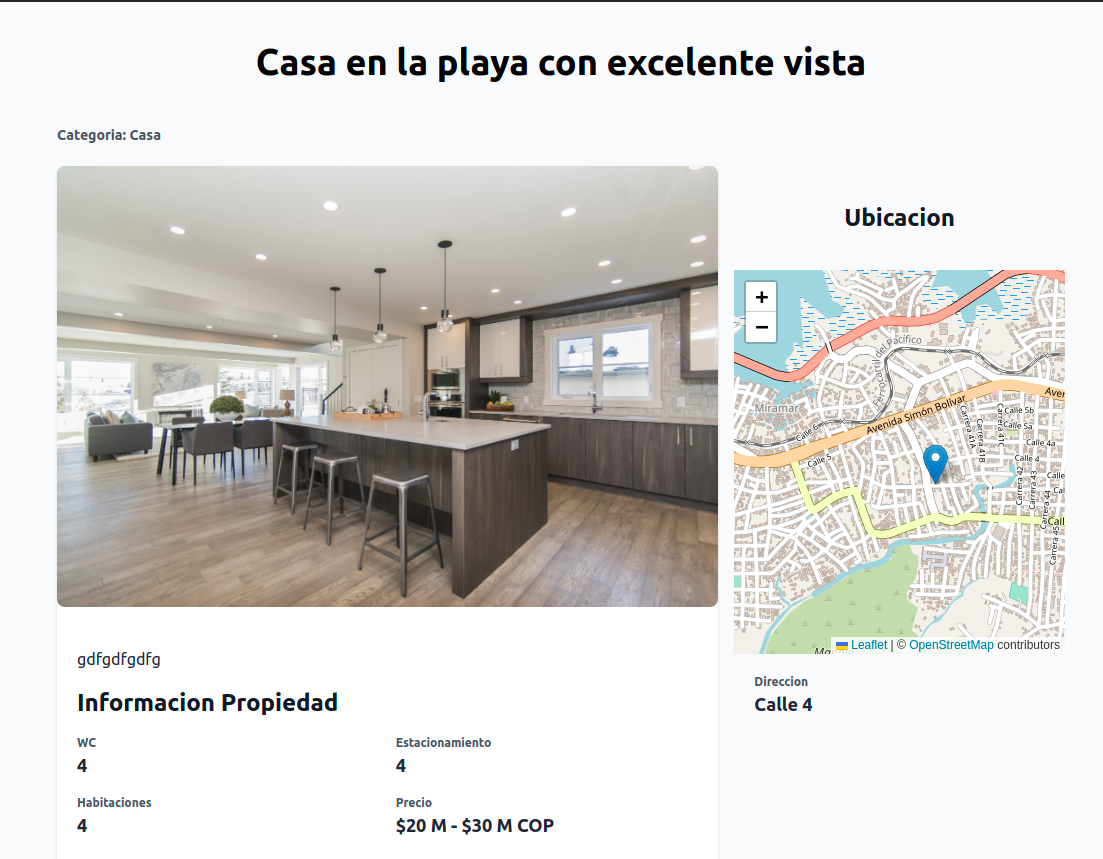 Casa en la playa con excelente vista
Categoria: Casa
Ubicacion
+
−
Ferrocarril del Pacífico
Miramar
Avenida Simón Bolívar
Calle 6
Calle 5
Carrera 41A
Carrera 41B
Carrera 41C
Calle 5b
Calle 5a
Calle 4a
Calle 4
Carrera 42
Carrera 43
Carrera 44
Carrera 45
Leaflet | © OpenStreetMap contributors
Direccion
Calle 4
gdfgdfgdfg
Informacion Propiedad
WC
4
Estacionamiento
4
Habitaciones
4
Precio
$20 M - $30 M COP